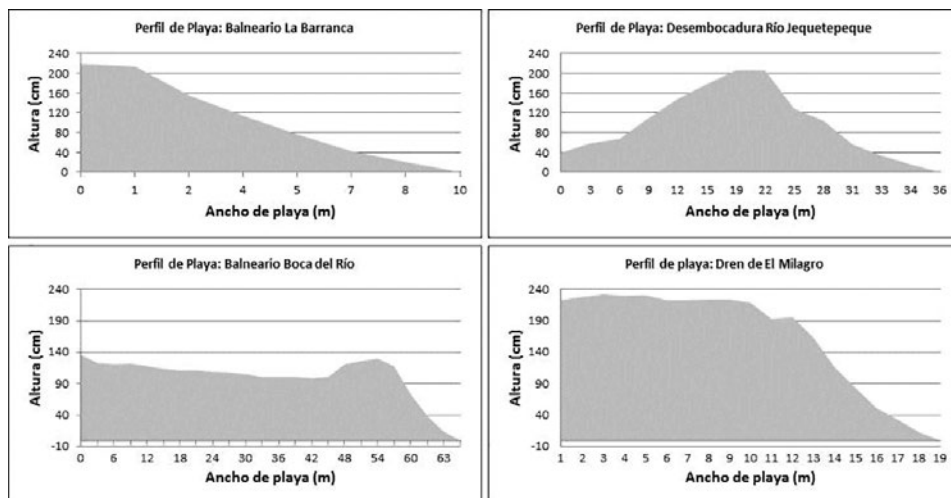 Perfil de Playa: Balneario La Barranca
Altura (cm)
240
200
160
120
80
40
0
0 1 2 4 5 7 8 10
Ancho de playa (m)
Perfil de Playa: Desembocadura Río Jequetepeque
Altura (cm)
240
200
160
120
80
40
0
0 3 6 9 12 15 19 22 25 28 31 33 34 36
Ancho de playa (m)
Perfil de Playa: Balneario Boca del Río
Altura (cm)
240
190
140
90
40
-10
0 6 12 18 24 30 36 42 48 54 60 63
Ancho de playa (m)
Perfil de playa: Dren de El Milagro
Altura (cm)
240
190
140
90
40
-10
1 2 3 4 5 6 7 8 9 10 11 12 13 14 15 16 17 18 19
Ancho de playa (m)